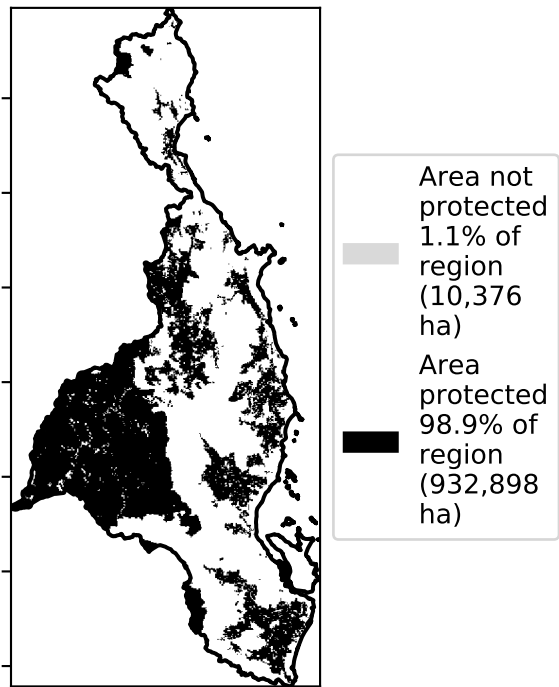 Area not
protected
1.1% of
region
(10,376
ha)
Area
protected
98.9% of
region
(932,898
ha)